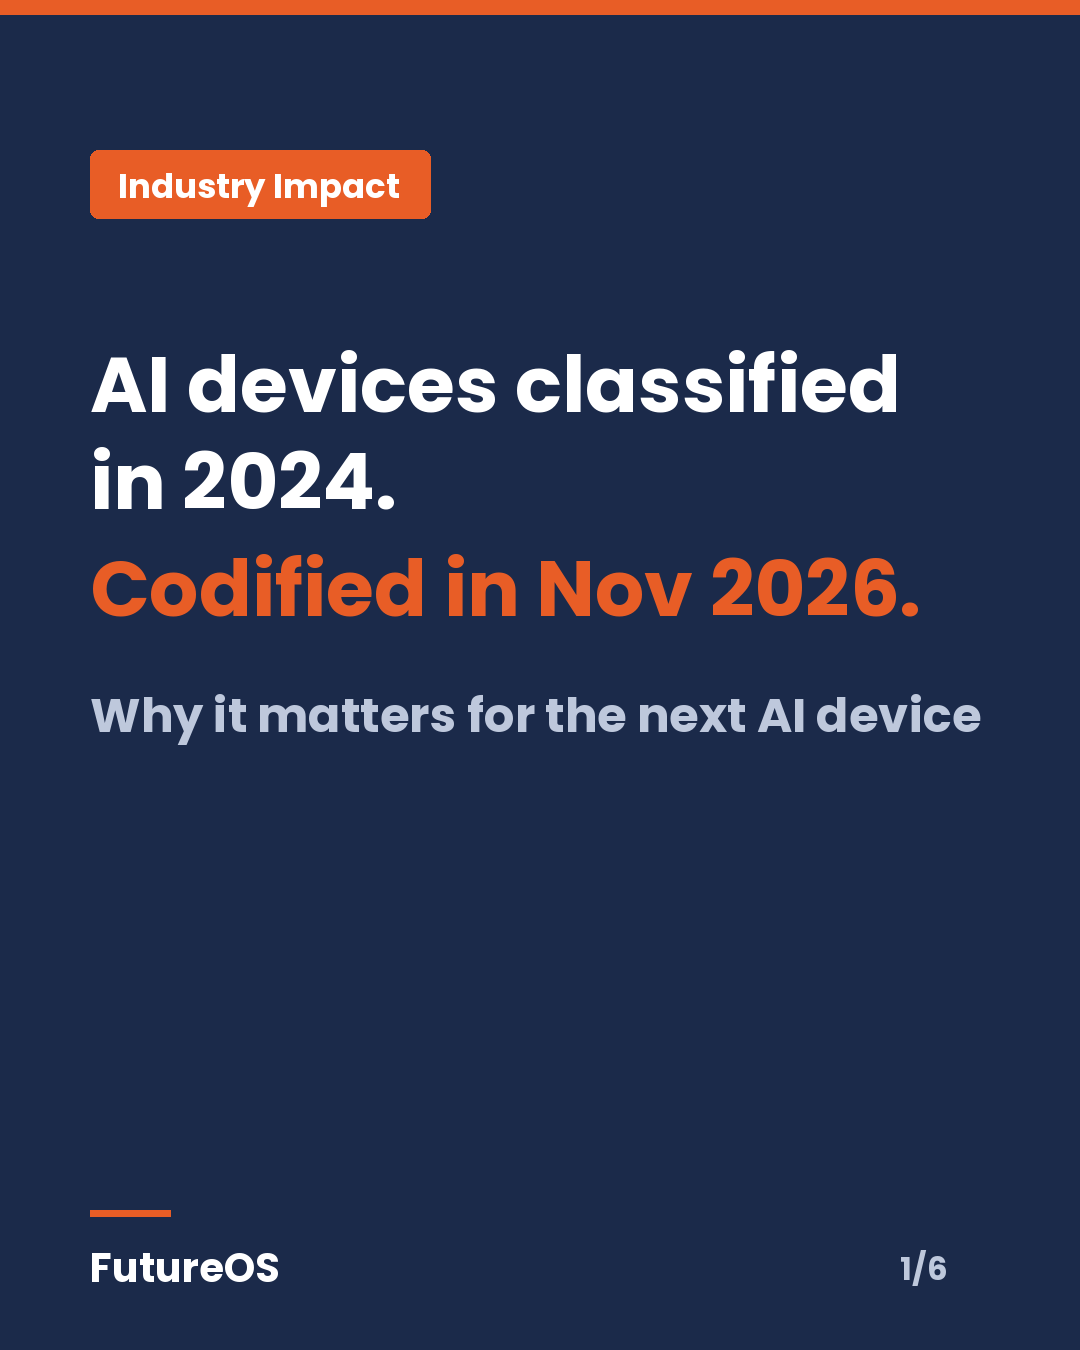 Industry Impact
AI devices classified
in 2024.
Codified in Nov 2026.
Why it matters for the next AI device
FutureOS
1/6